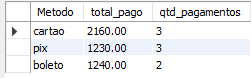 Metodo total_pago qtd_pagamentos
cartao 2160.00 3
pix 1230.00 3
boleto 1240.00 2